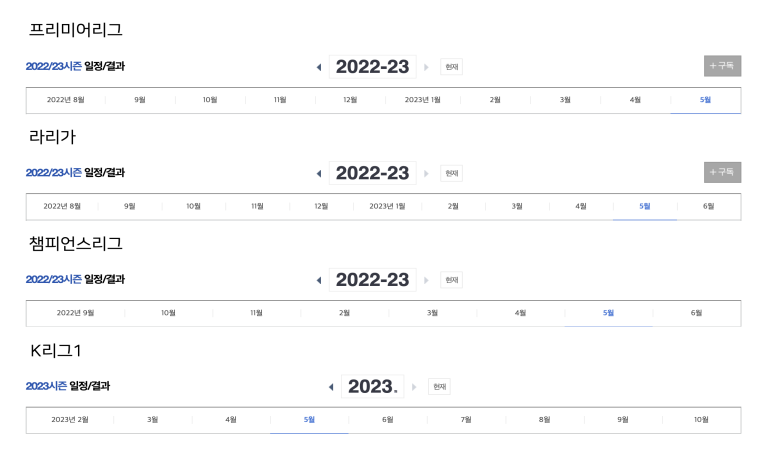 프리미어리그
2022/23시즌 일정/결과 2022-23 현재 + 구독
2022년 8월 9월 10월 11월 12월 2023년 1월 2월 3월 4월 5월
라리가
2022/23시즌 일정/결과 2022-23 현재 + 구독
2022년 8월 9월 10월 11월 12월 2023년 1월 2월 3월 4월 5월 6월
챔피언스리그
2022/23시즌 일정/결과 2022-23 현재
2022년 9월 10월 11월 2월 3월 4월 5월 6월
K리그1
2023시즌 일정/결과 2023. 현재
2023년 2월 3월 4월 5월 6월 7월 8월 9월 10월